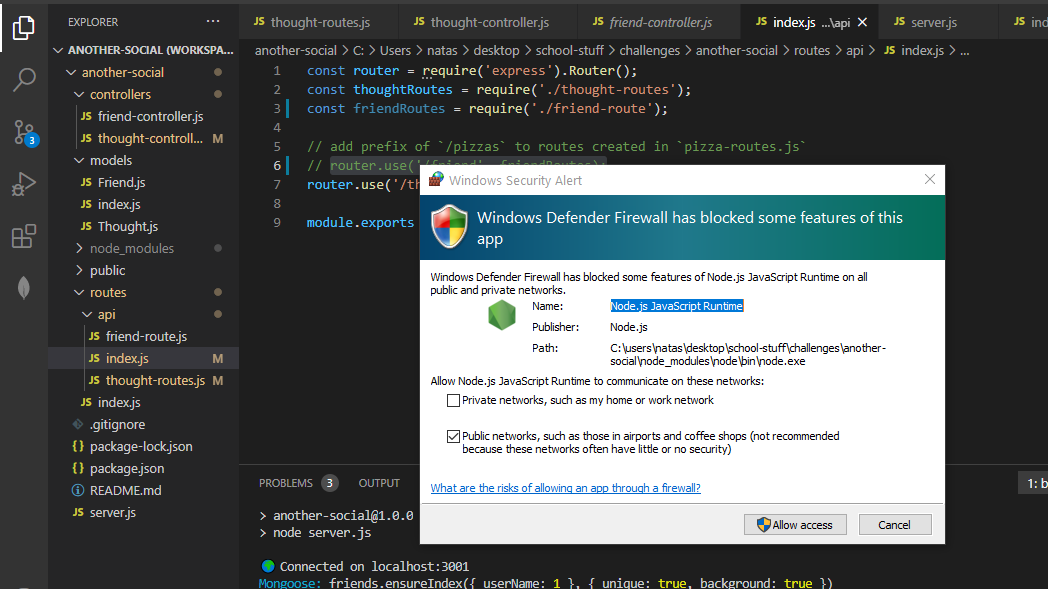 EXPLORER ...
JS thought-routes.js JS thought-controller.js JS friend-controller.js JS index.js ...\api JS server.js JS ind
ANOTHER-SOCIAL (WORKSPA...
another-social > C: > Users > natas > desktop > school-stuff > challenges > another-social > routes > api > JS index.js > ...
another-social
controllers
JS friend-controller.js
JS thought-controll... M
models
JS Friend.js
JS index.js
JS Thought.js
node_modules
public
routes
api
JS friend-route.js
JS index.js M
JS thought-routes.js M
JS index.js
.gitignore
{} package-lock.json
{} package.json
README.md
JS server.js
3
1 const router = require('express').Router();
2 const thoughtRoutes = require('./thought-routes');
3 const friendRoutes = require('./friend-route');
4
5 // add prefix of `/pizzas` to routes created in `pizza-routes.js`
6 // router.use('/friend', friendRoutes);
7 router.use('/th
8
9 module.exports
Windows Security Alert
Windows Defender Firewall has blocked some features of this
app
Windows Defender Firewall has blocked some features of Node.js JavaScript Runtime on all
public and private networks.
Name: Node.js JavaScript Runtime
Publisher: Node.js
Path: C:\users\natas\desktop\school-stuff\challenges\another-
social\node_modules\node\bin\node.exe
Allow Node.js JavaScript Runtime to communicate on these networks:
Private networks, such as my home or work network
Public networks, such as those in airports and coffee shops (not recommended
because these networks often have little or no security)
What are the risks of allowing an app through a firewall?
Allow access Cancel
PROBLEMS 3 OUTPUT 1: b
> another-social@1.0.0
> node server.js
Connected on localhost:3001
Mongoose: friends.ensureIndex({ userName: 1 }, { unique: true, background: true })